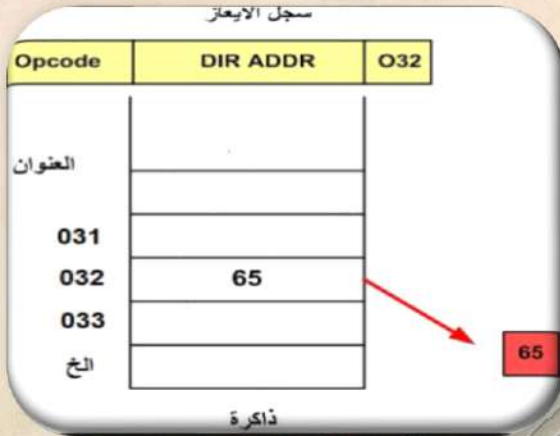 سجل الايعاز
Opcode DIR ADDR O32
العنوان
031
032 65
033
65
الخ
ذاكرة